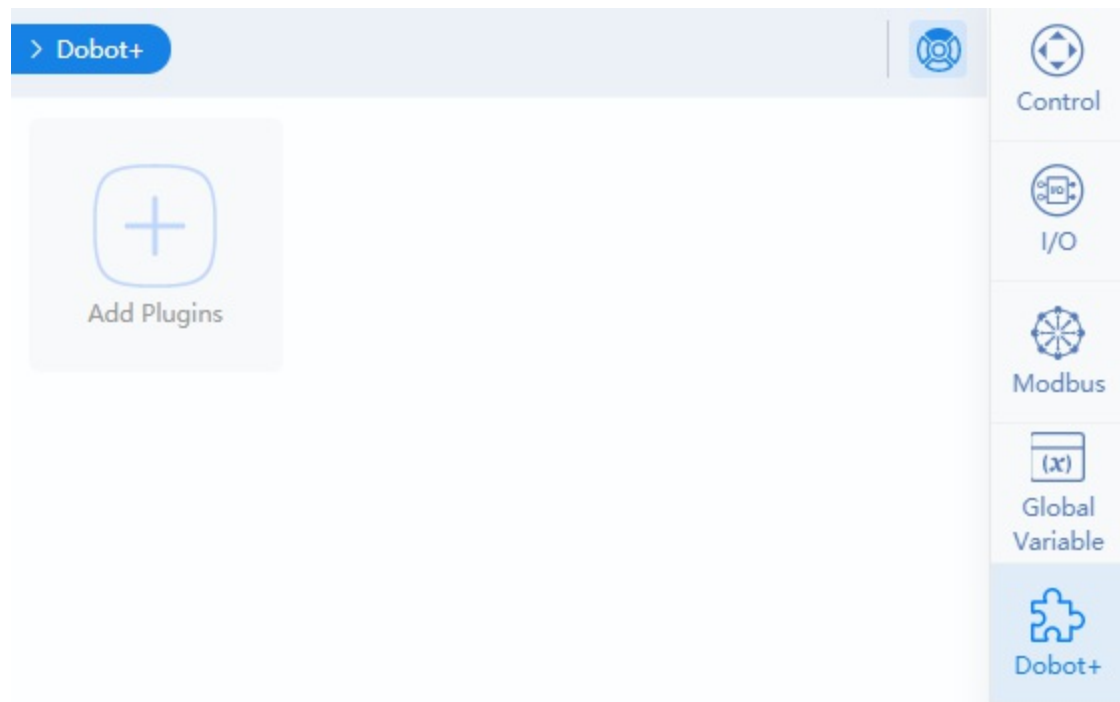 Dobot+
Control
I/O
I/O
Add Plugins
Modbus
(x)
Global
Variable
Dobot+